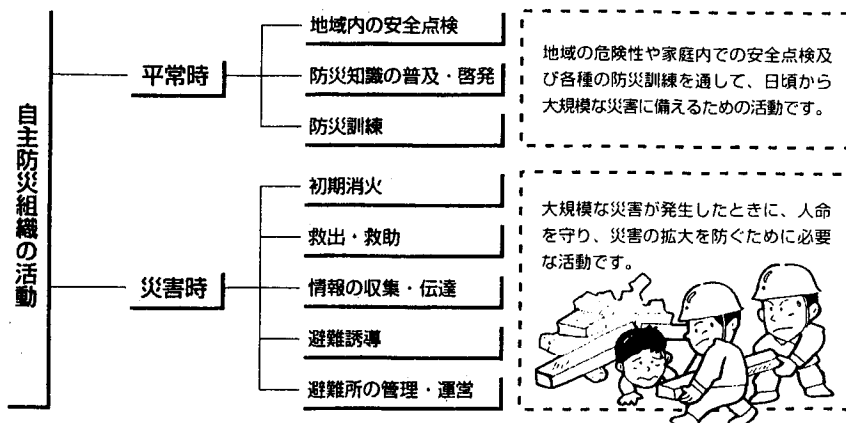 自主防災組織の活動
平常時
地域内の安全点検
防災知識の普及・啓発
防災訓練
地域の危険性や家庭内での安全点検及
び各種の防災訓練を通して、日頃から
大規模な災害に備えるための活動です。
災害時
初期消火
救出・救助
情報の収集・伝達
避難誘導
避難所の管理・運営
大規模な災害が発生したときに、人命
を守り、災害の拡大を防ぐために必要
な活動です。